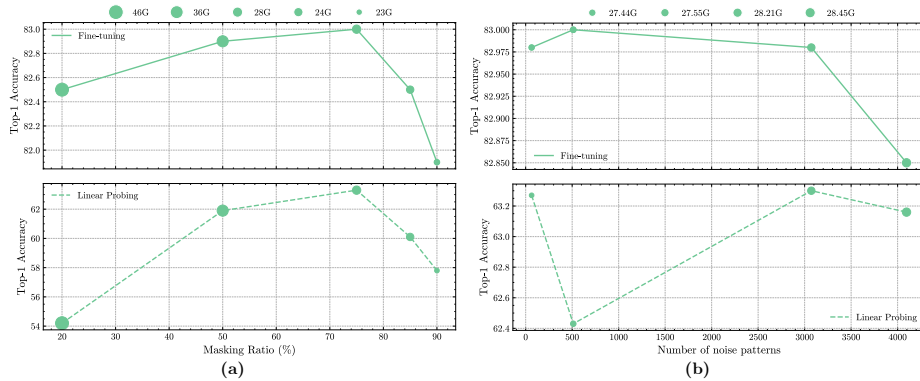 46G 36G 28G 24G 23G
83.0
82.8
82.6
82.4
82.2
82.0
Top-1 Accuracy
Fine-tuning
62
60
58
56
54
Top-1 Accuracy
Linear Probing
20 30 40 50 60 70 80 90
Masking Ratio (%)
(a)
27.44G 27.55G 28.21G 28.45G
83.000
82.975
82.950
82.925
82.900
82.875
82.850
Top-1 Accuracy
Fine-tuning
63.2
63.0
62.8
62.6
62.4
Top-1 Accuracy
Linear Probing
0 500 1000 1500 2000 2500 3000 3500 4000
Number of noise patterns
(b)